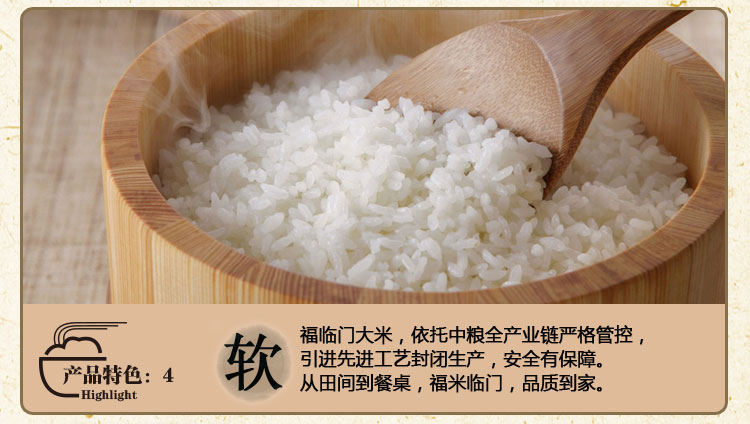 产品特色：4
Highlight
软
福临门大米，依托中粮全产业链严格管控，
引进先进工艺封闭生产，安全有保障。
从田间到餐桌，福米临门，品质到家。